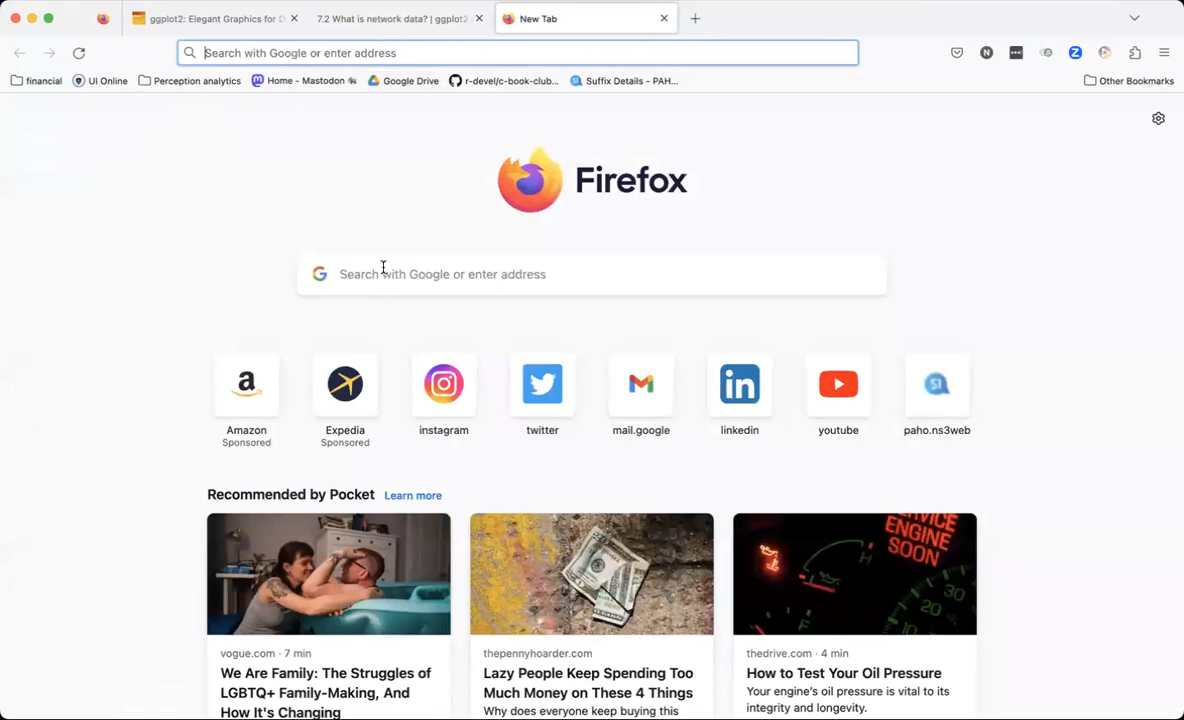 ggplot2: Elegant Graphics for D
7.2 What is network data? | ggplot2
New Tab
Search with Google or enter address
financial
UI Online
Perception analytics
Home - Mastodon
Google Drive
r-devel/c-book-club...
Suffix Details - PAH...
Other Bookmarks
Firefox
Search with Google or enter address
Amazon
Sponsored
Expedia
Sponsored
instagram
twitter
mail.google
linkedin
youtube
paho.ns3web
Recommended by Pocket Learn more
vogue.com · 7 min
We Are Family: The Struggles of
LGBTQ+ Family-Making, And
How It's Changing
thepennyhoarder.com
Lazy People Keep Spending Too
Much Money on These 4 Things
Why does everyone keep buying this
SERVICE
ENGINE
SOON
thedrive.com · 4 min
How to Test Your Oil Pressure
Your engine's oil pressure is vital to its
integrity and longevity.